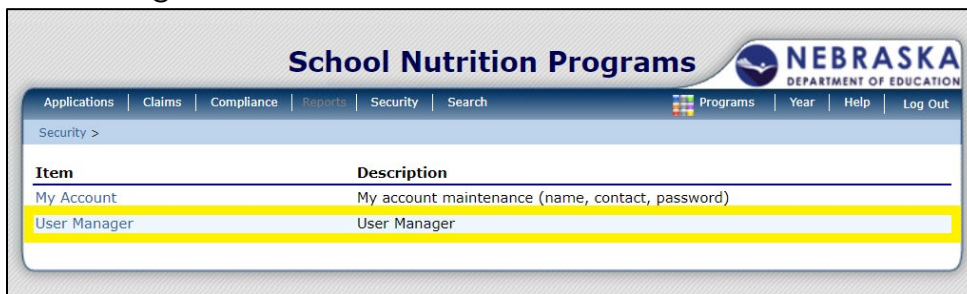 School Nutrition Programs
NEBRASKA
DEPARTMENT OF EDUCATION
Applications | Claims | Compliance | Reports | Security | Search Programs | Year | Help | Log Out
Security >
Item Description
My Account My account maintenance (name, contact, password)
User Manager User Manager